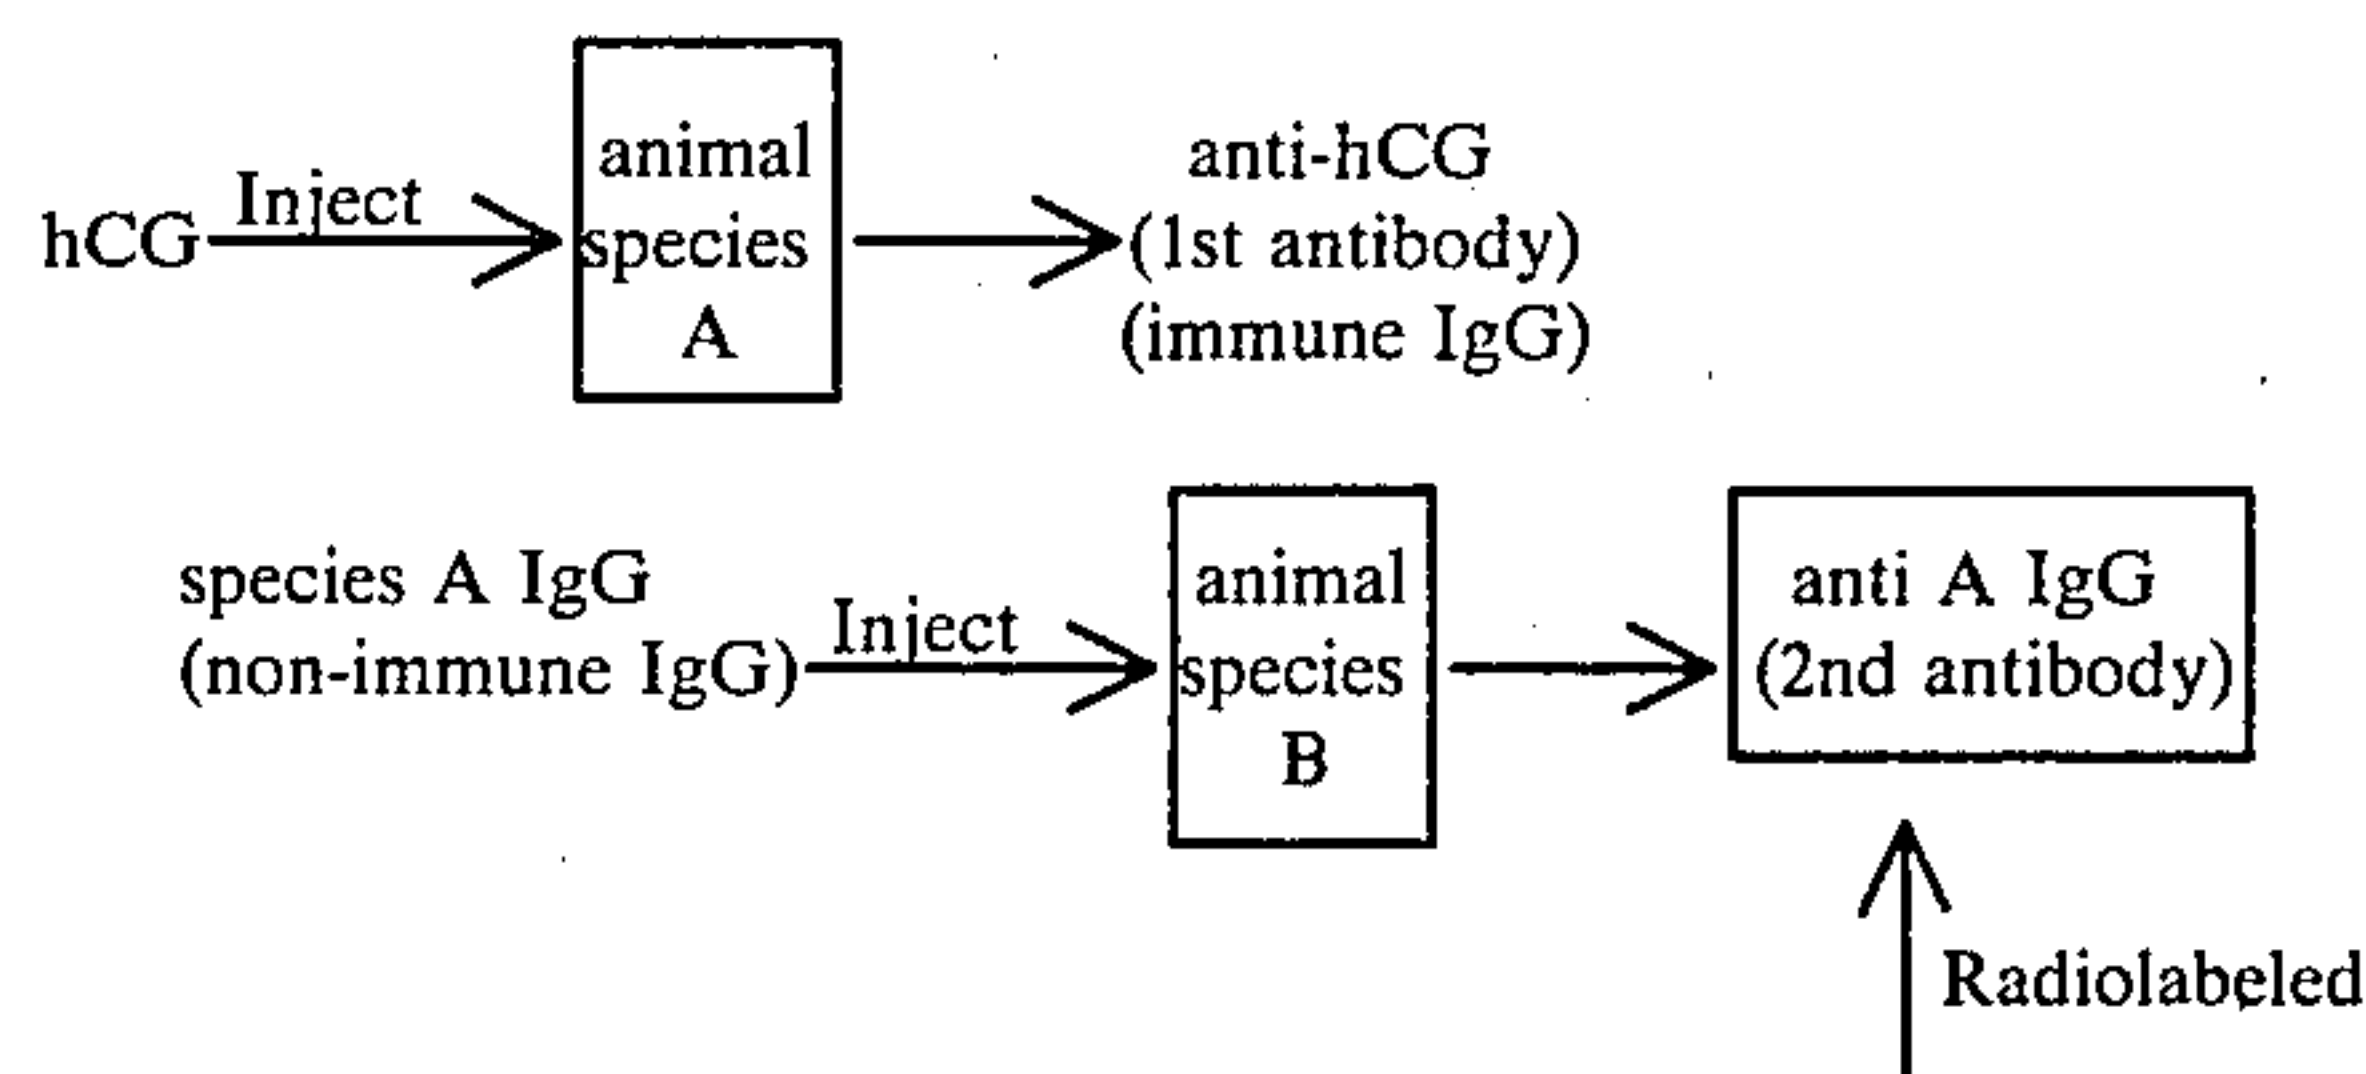 hCG
Inject
animal
species
A
anti-hCG
(1st antibody)
(immune IgG)
species A IgG
(non-immune IgG)
Inject
animal
species
B
anti A IgG
(2nd antibody)
Radiolabeled